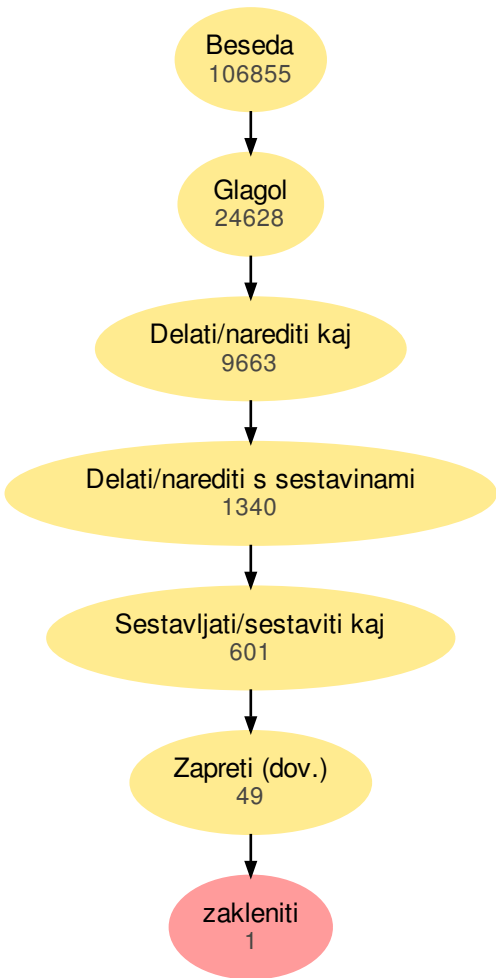 Beseda
106855
Glagol
24628
Delati/narediti kaj
9663
Delati/narediti s sestavinami
1340
Sestavljati/sestaviti kaj
601
Zapreti (dov.)
49
zakleniti
1